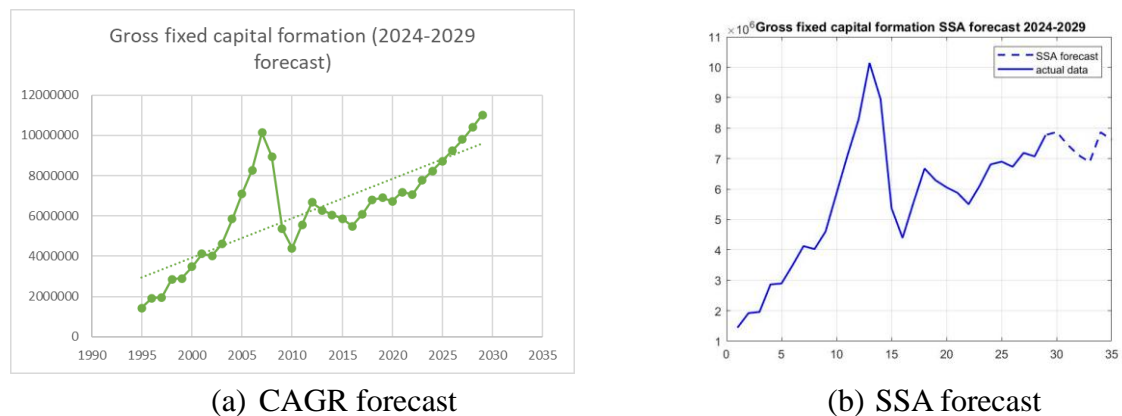 Gross fixed capital formation (2024-2029
forecast)
12000000
10000000
8000000
6000000
4000000
2000000
0
1990 1995 2000 2005 2010 2015 2020 2025 2030 2035
(a) CAGR forecast
×10⁶ Gross fixed capital formation SSA forecast 2024-2029
11
10
9
8
7
6
5
4
3
2
1
0 5 10 15 20 25 30 35
SSA forecast
actual data
(b) SSA forecast